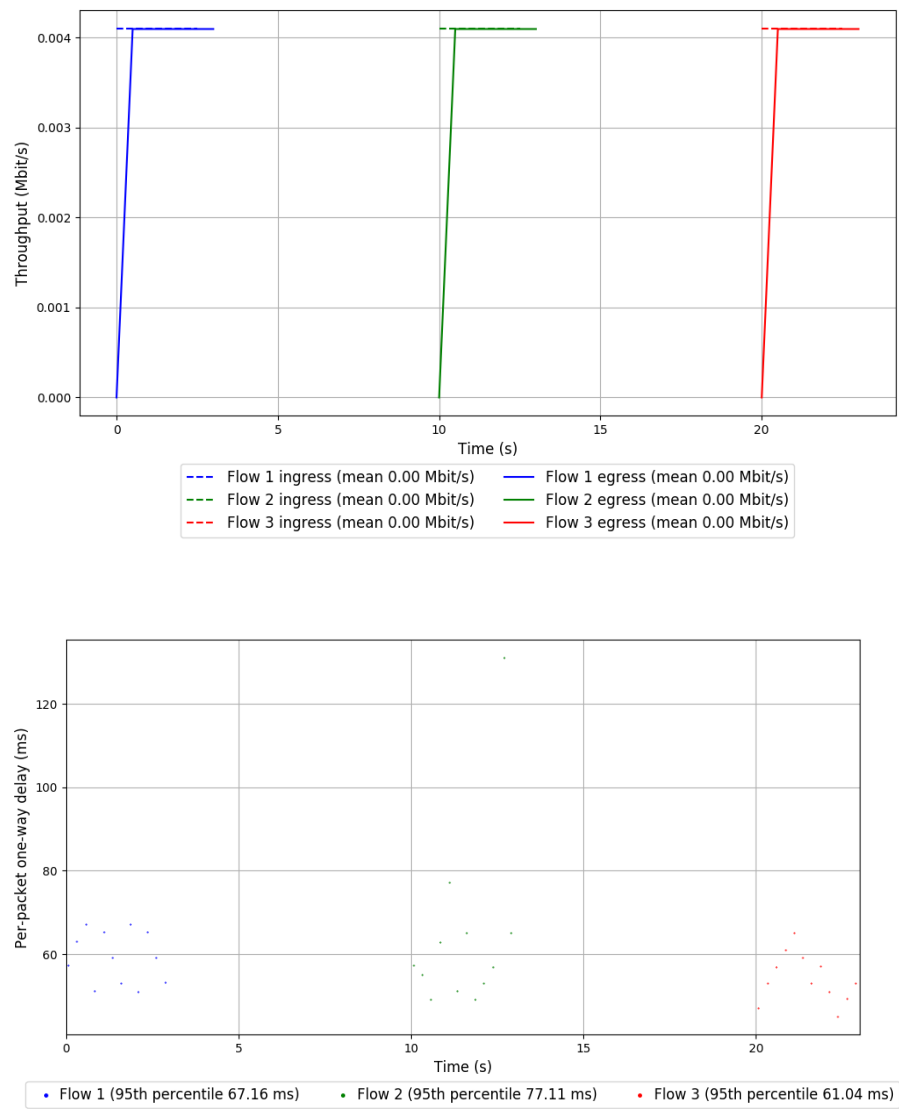 0.004
0.003
0.002
0.001
0.000
Throughput (Mbit/s)
0 5 10 15 20
Time (s)
Flow 1 ingress (mean 0.00 Mbit/s) Flow 1 egress (mean 0.00 Mbit/s)
Flow 2 ingress (mean 0.00 Mbit/s) Flow 2 egress (mean 0.00 Mbit/s)
Flow 3 ingress (mean 0.00 Mbit/s) Flow 3 egress (mean 0.00 Mbit/s)
120
100
80
60
Per-packet one-way delay (ms)
0 5 10 15 20
Time (s)
Flow 1 (95th percentile 67.16 ms) Flow 2 (95th percentile 77.11 ms) Flow 3 (95th percentile 61.04 ms)